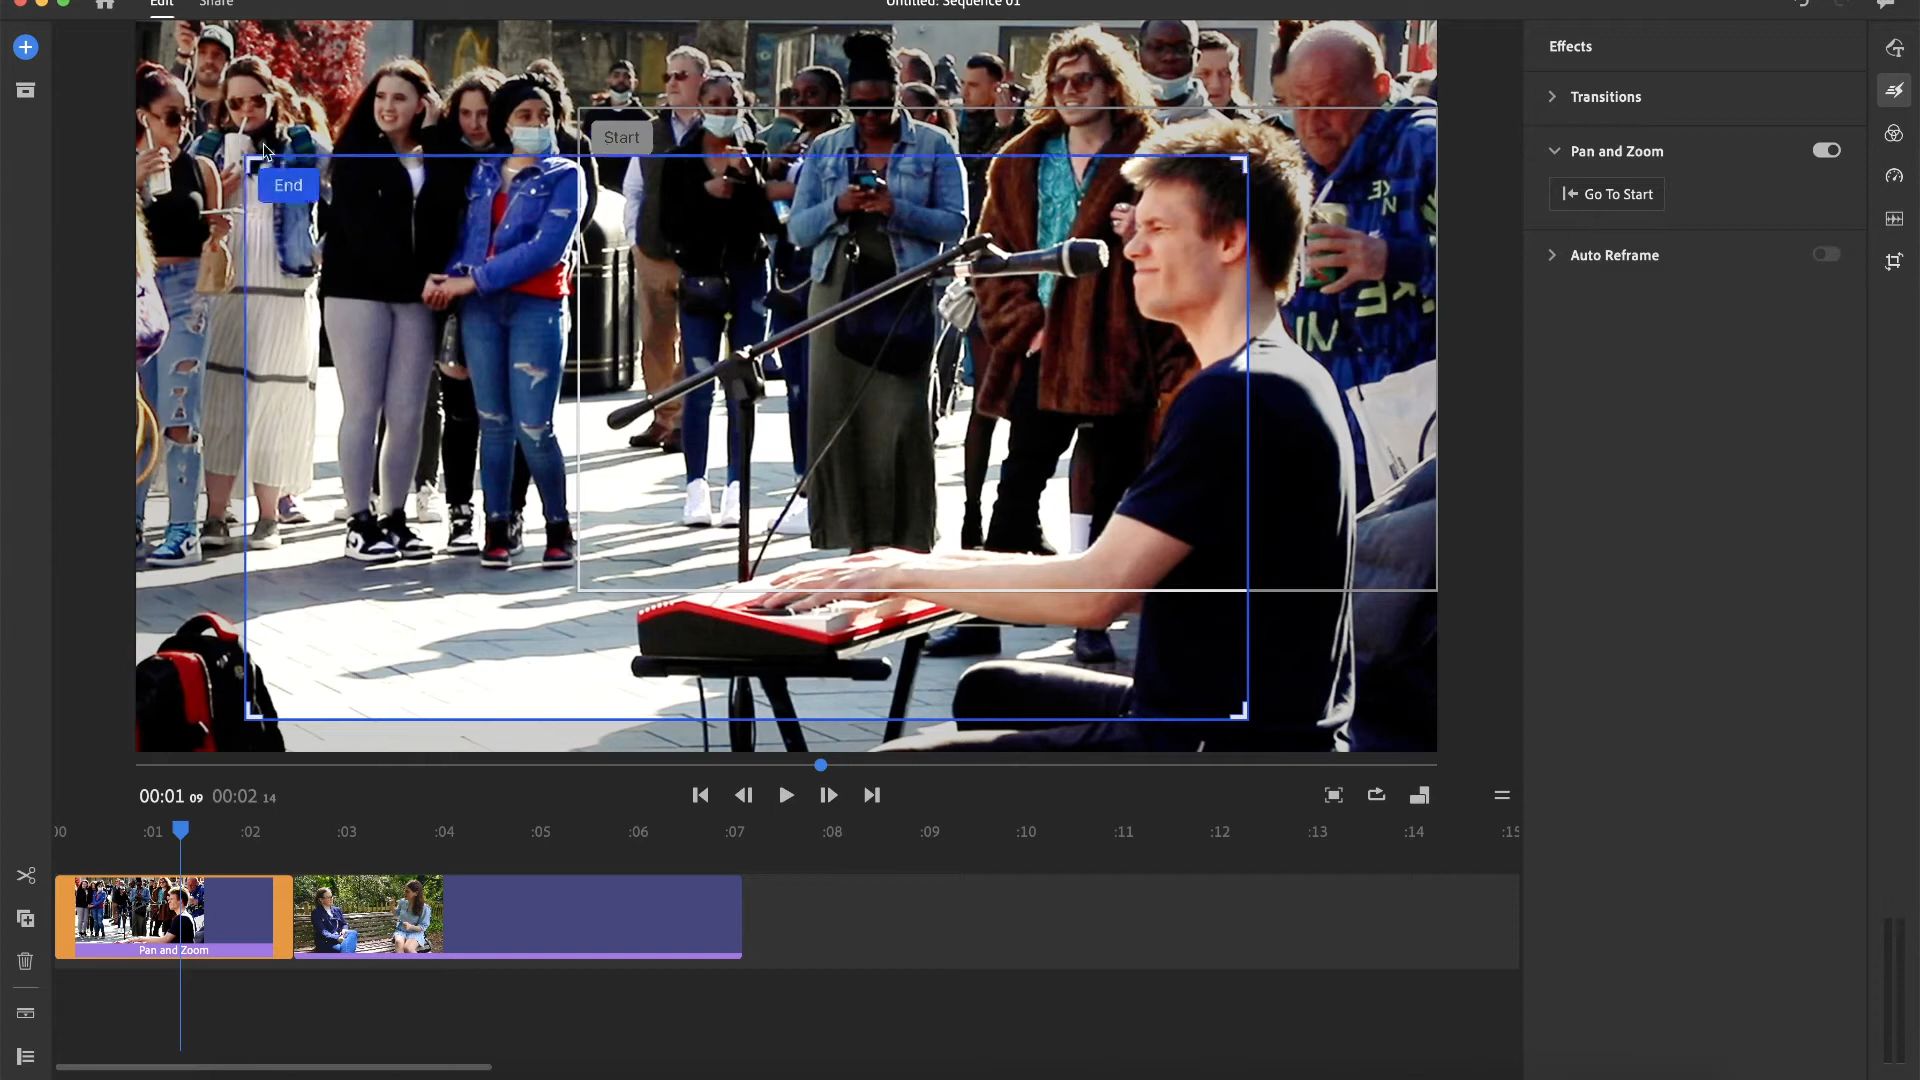 Edit
Share
Untitled: Sequence 01
Effects
Transitions
Pan and Zoom
Go To Start
Auto Reframe
Start
End
00:01 09 00:02 14
:00 :01 :02 :03 :04 :05 :06 :07 :08 :09 :10 :11 :12 :13 :14 :15
Pan and Zoom